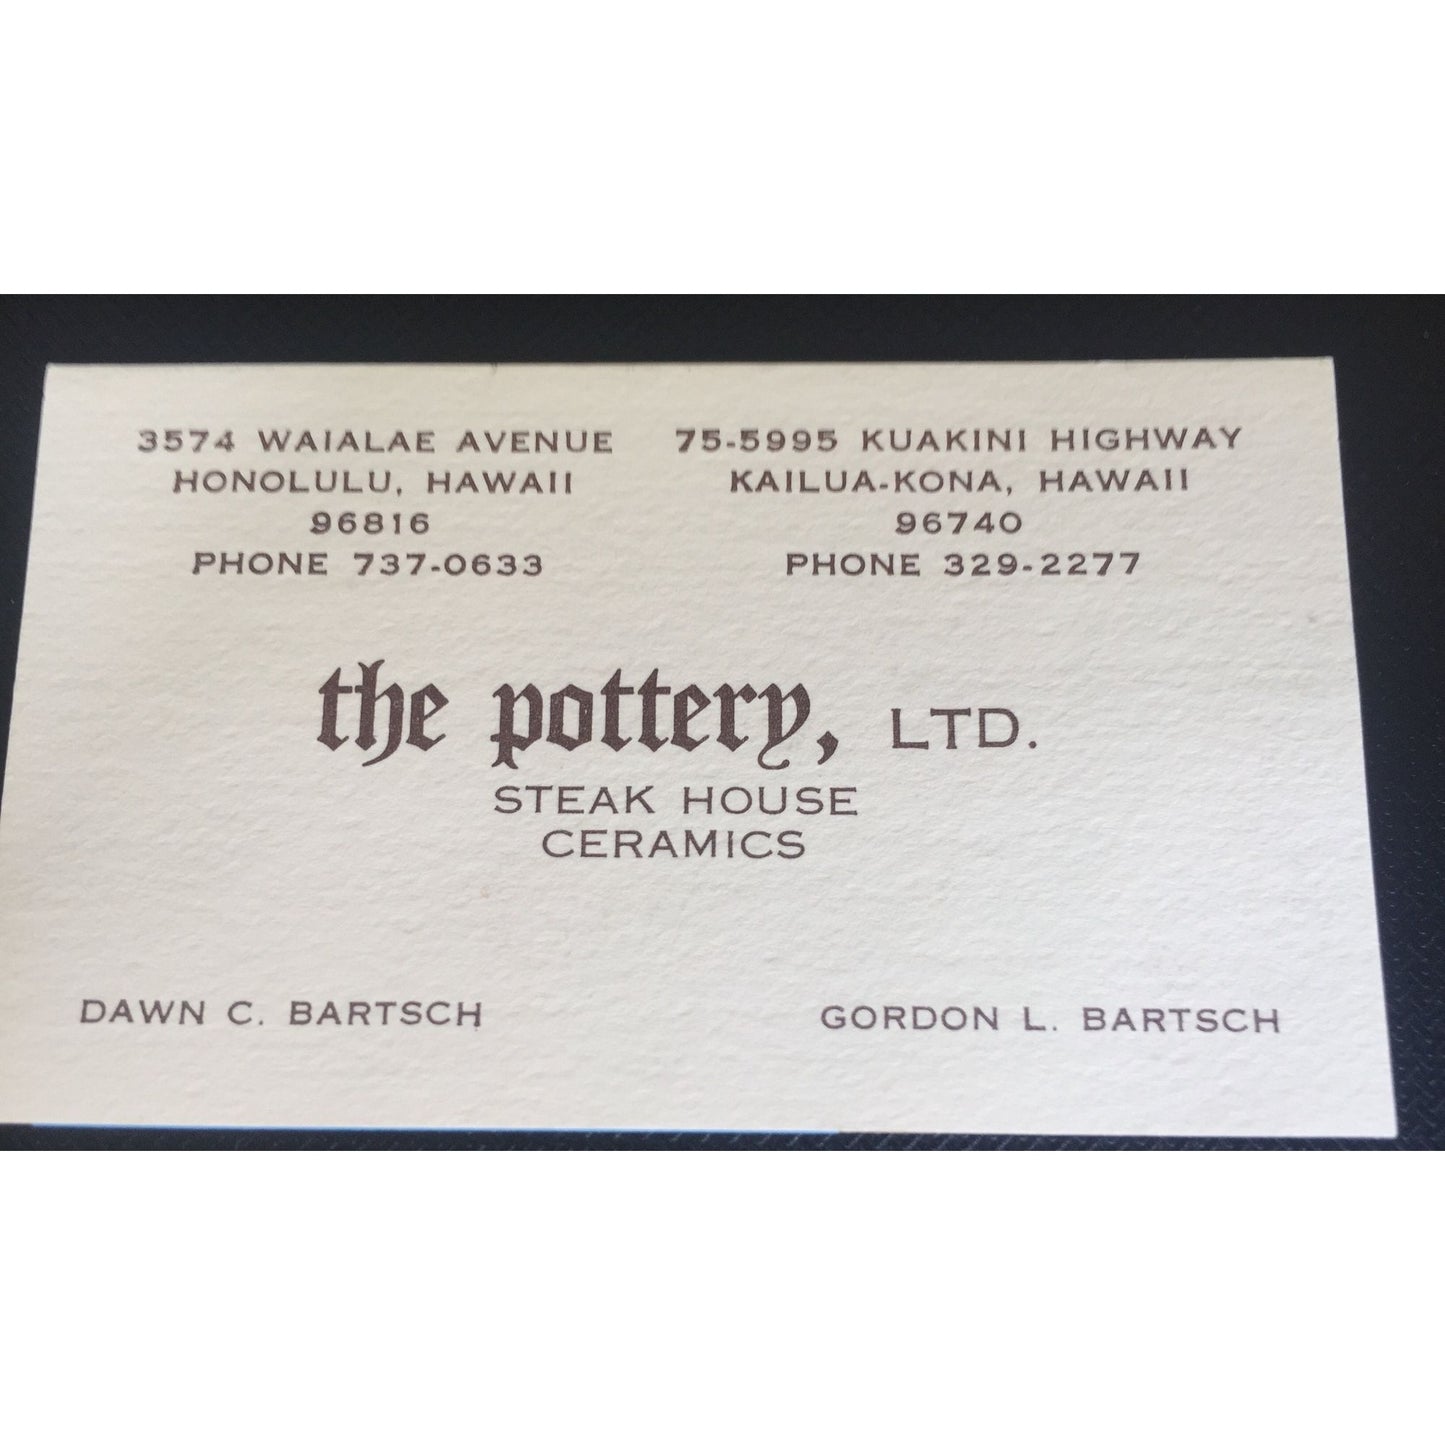 3574 WAIALAE AVENUE
HONOLULU, HAWAII
96816
PHONE 737-0633
75-5995 KUAKINI HIGHWAY
KAILUA-KONA, HAWAII
96740
PHONE 329-2277
the pottery, LTD.
STEAK HOUSE
CERAMICS
DAWN C. BARTSCH
GORDON L. BARTSCH